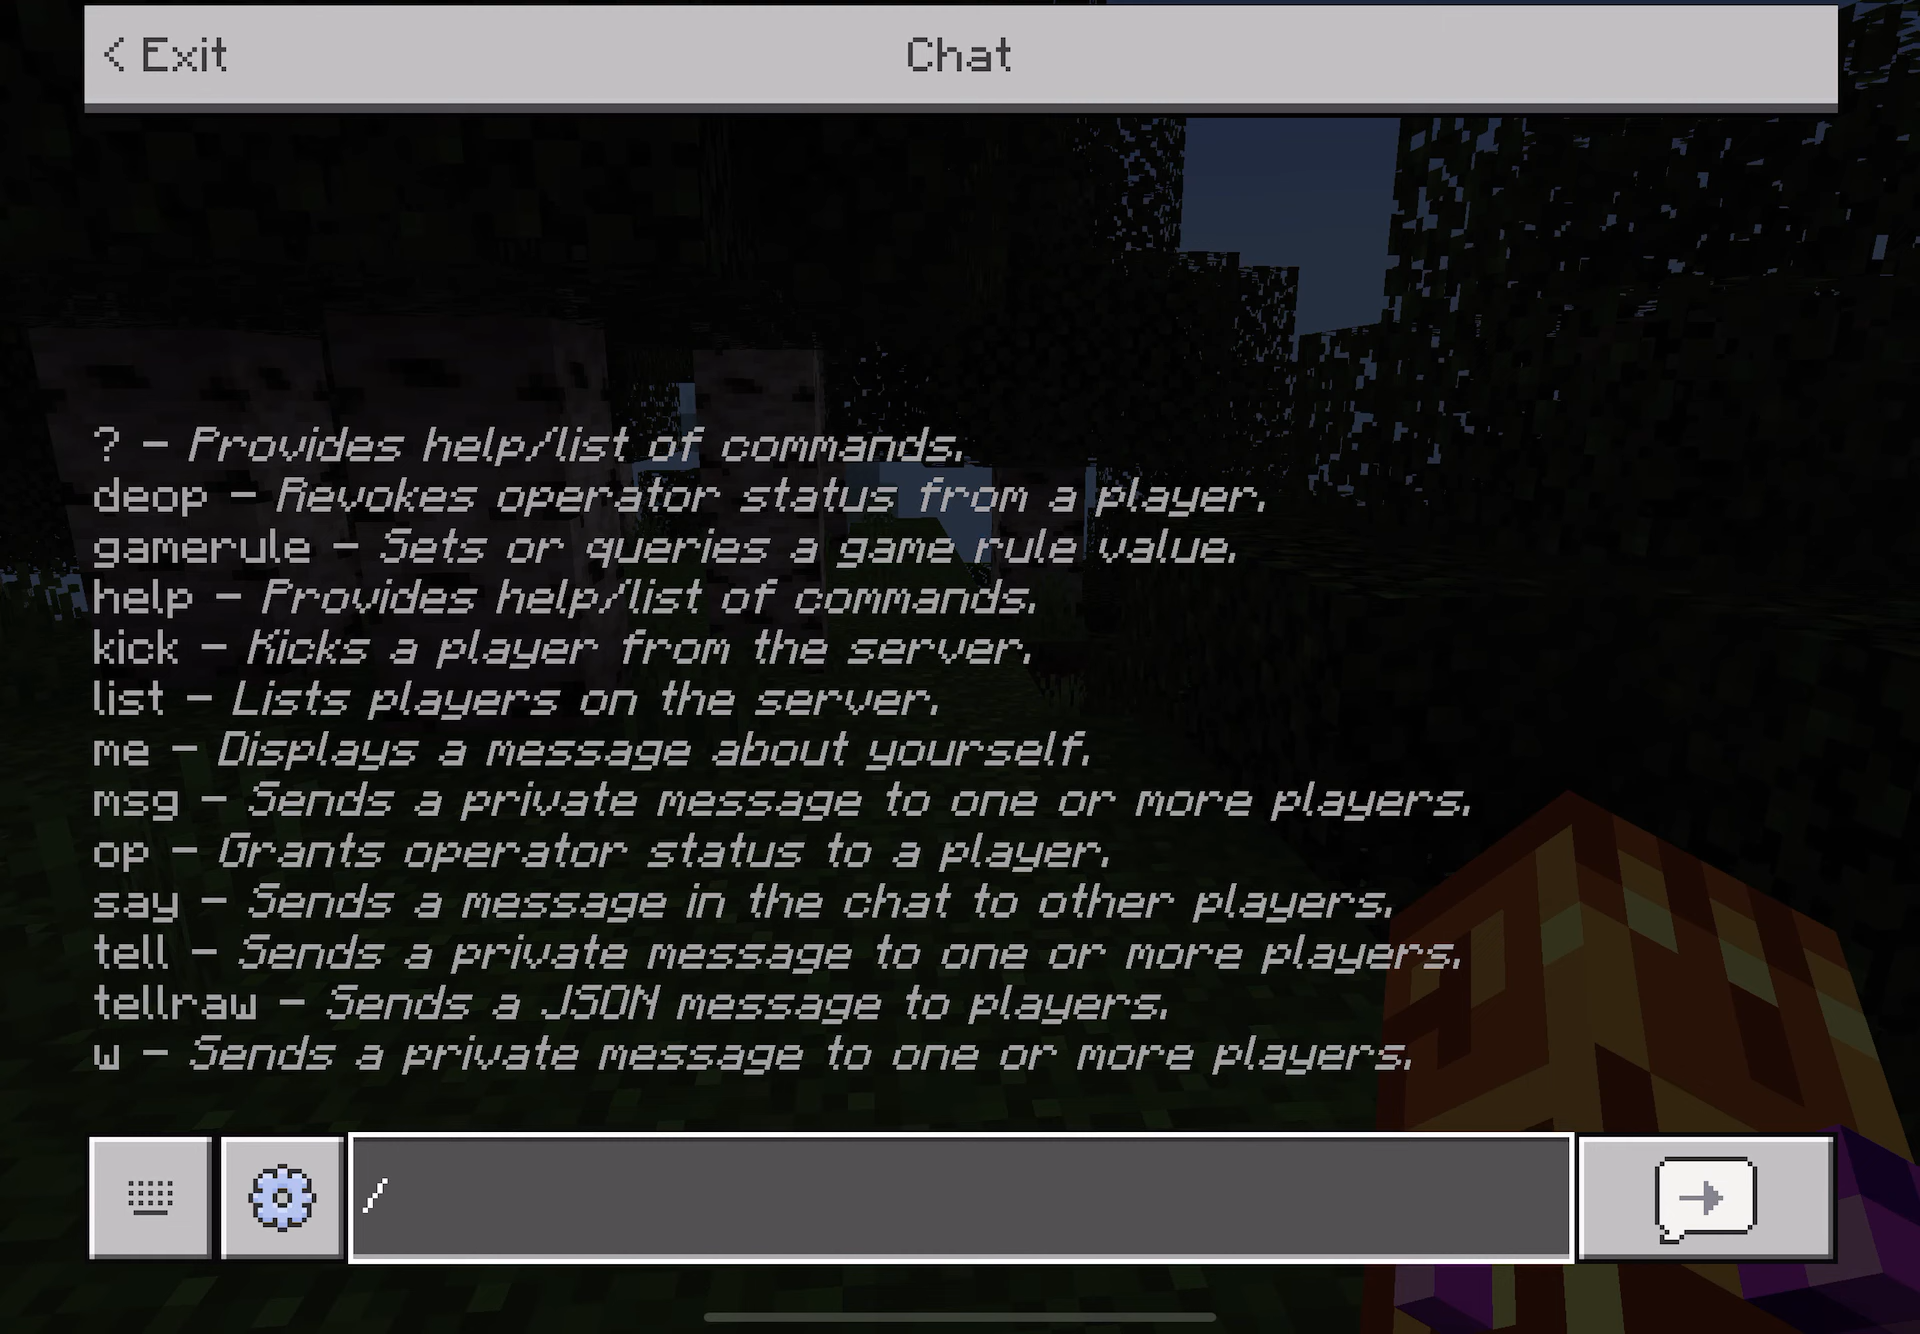 < Exit
Chat
? - Provides help/list of commands.
deop - Revokes operator status from a player.
gamerule - Sets or queries a game rule value.
help - Provides help/list of commands.
kick - Kicks a player from the server.
list - Lists players on the server.
me - Displays a message about yourself.
msg - Sends a private message to one or more players.
op - Grants operator status to a player.
say - Sends a message in the chat to other players.
tell - Sends a private message to one or more players.
tellraw - Sends a JSON message to players.
w - Sends a private message to one or more players.
/